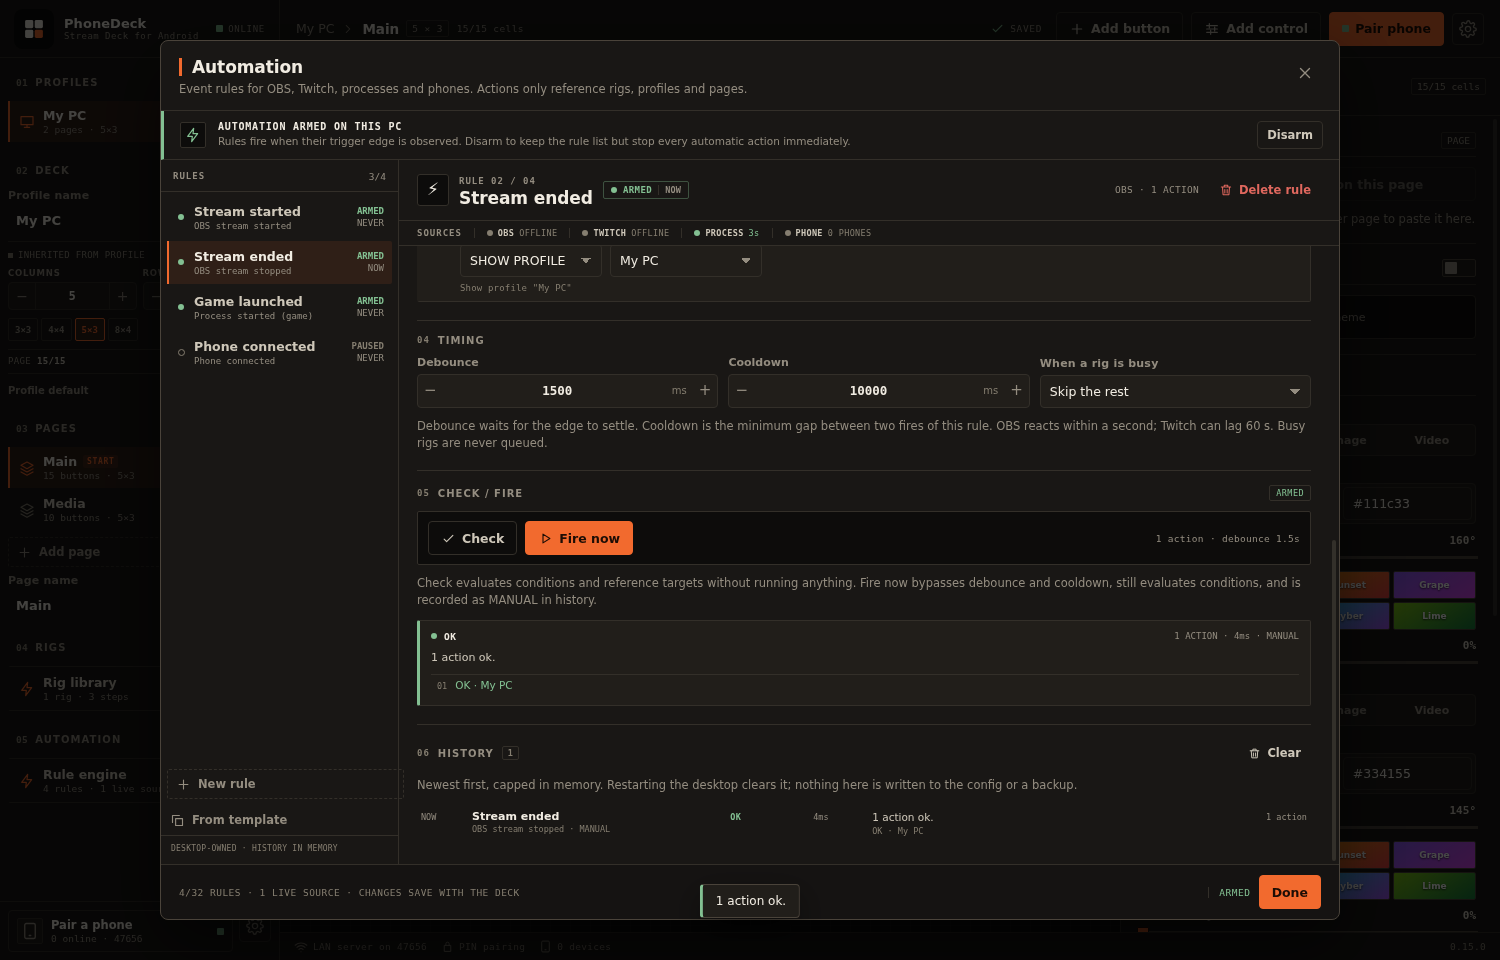 PhoneDeck
Stream Deck for Android
ONLINE
My PC > Main 5 × 3 15/15 cells
SAVED
Add button
Add control
Pair phone
01 PROFILES
My PC
2 pages · 5×3
02 DECK
Profile name
My PC
INHERITED FROM PROFILE
COLUMNS
− 5 +
3×3 4×4 5×3 8×4
PAGE 15/15
Profile default
03 PAGES
Main START
15 buttons · 5×3
Media
10 buttons · 5×3
+ Add page
Page name
Main
04 RIGS
Rig library
1 rig · 3 steps
05 AUTOMATION
Rule engine
4 rules · 1 live
Pair a phone
0 online · 47656
Automation
Event rules for OBS, Twitch, processes and phones. Actions only reference rigs, profiles and pages.
AUTOMATION ARMED ON THIS PC
Rules fire when their trigger edge is observed. Disarm to keep the rule list but stop every automatic action immediately.
Disarm
RULES 3/4
Stream started ARMED
OBS stream started NEVER
Stream ended ARMED
OBS stream stopped NOW
Game launched ARMED
Process started (game) NEVER
Phone connected PAUSED
Phone connected NEVER
+ New rule
From template
DESKTOP-OWNED · HISTORY IN MEMORY
RULE 02 / 04
Stream ended
ARMED NOW
OBS · 1 ACTION
Delete rule
SOURCES OBS OFFLINE TWITCH OFFLINE PROCESS 3s PHONE 0 PHONES
SHOW PROFILE My PC
Show profile "My PC"
04 TIMING
Debounce Cooldown When a rig is busy
− 1500 ms + − 10000 ms + Skip the rest
Debounce waits for the edge to settle. Cooldown is the minimum gap between two fires of this rule. OBS reacts within a second; Twitch can lag 60 s. Busy
rigs are never queued.
05 CHECK / FIRE ARMED
Check Fire now 1 action · debounce 1.5s
Check evaluates conditions and reference targets without running anything. Fire now bypasses debounce and cooldown, still evaluates conditions, and is
recorded as MANUAL in history.
OK 1 ACTION · 4ms · MANUAL
1 action ok.
01 OK · My PC
06 HISTORY 1 Clear
Newest first, capped in memory. Restarting the desktop clears it; nothing here is written to the config or a backup.
NOW Stream ended OK 4ms 1 action ok. 1 action
OBS stream stopped · MANUAL OK · My PC
4/32 RULES · 1 LIVE SOURCE · CHANGES SAVE WITH THE DECK
1 action ok.
ARMED
Done
15/15 cells
PAGE
on this page
page to paste it here.
Video
#111c33
160°
Grape
Lime
0%
Video
#334155
145°
Grape
Lime
0%
LAN server on 47656 PIN pairing 0 devices 0.15.0